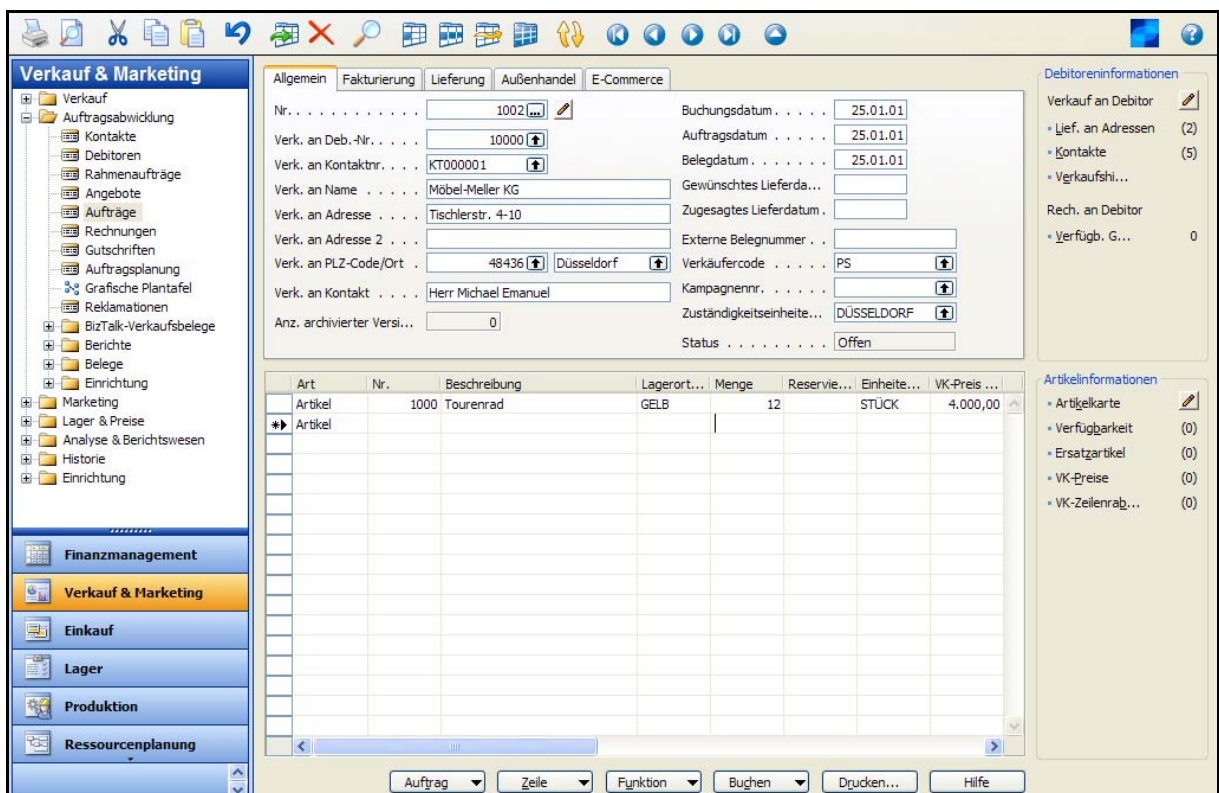 Verkauf & Marketing
Verkauf
Auftragsabwicklung
Kontakte
Debitoren
Rahmenaufträge
Angebote
Aufträge
Rechnungen
Gutschriften
Auftragsplanung
Grafische Plantafel
Reklamationen
BizTalk-Verkaufsbelege
Berichte
Belege
Einrichtung
Marketing
Lager & Preise
Analyse & Berichtswesen
Historie
Einrichtung
Finanzmanagement
Verkauf & Marketing
Einkauf
Lager
Produktion
Ressourcenplanung
Allgemein Fakturierung Lieferung Außenhandel E-Commerce
Nr. . . . . . . . . . . . 1002
Verk. an Deb.-Nr. . . . . 10000
Verk. an Kontaktnr. . . . KT000001
Verk. an Name . . . . . Möbel-Meller KG
Verk. an Adresse . . . . Tischlerstr. 4-10
Verk. an Adresse 2 . . .
Verk. an PLZ-Code/Ort . 48436 Düsseldorf
Verk. an Kontakt . . . . Herr Michael Emanuel
Anz. archivierter Versi... 0
Buchungsdatum . . . . . 25.01.01
Auftragsdatum . . . . . 25.01.01
Belegdatum . . . . . . . 25.01.01
Gewünschtes Lieferda...
Zugesagtes Lieferdatum .
Externe Belegnummer . .
Verkäufercode . . . . . PS
Kampagnennr. . . . . .
Zuständigkeitseinheite... DÜSSELDORF
Status . . . . . . . . . Offen
Art Nr. Beschreibung Lagerort... Menge Reservie... Einheite... VK-Preis ...
Artikel 1000 Tourenrad GELB 12 STÜCK 4.000,00
Artikel
Auftrag Zeile Funktion Buchen Drucken... Hilfe
Debitoreninformationen
Verkauf an Debitor
Lief. an Adressen (2)
Kontakte (5)
Verkaufshi...
Rech. an Debitor
Verfügb. G... 0
Artikelinformationen
Artikelkarte
Verfügbarkeit (0)
Ersatzartikel (0)
VK-Preise (0)
VK-Zeilenrab... (0)